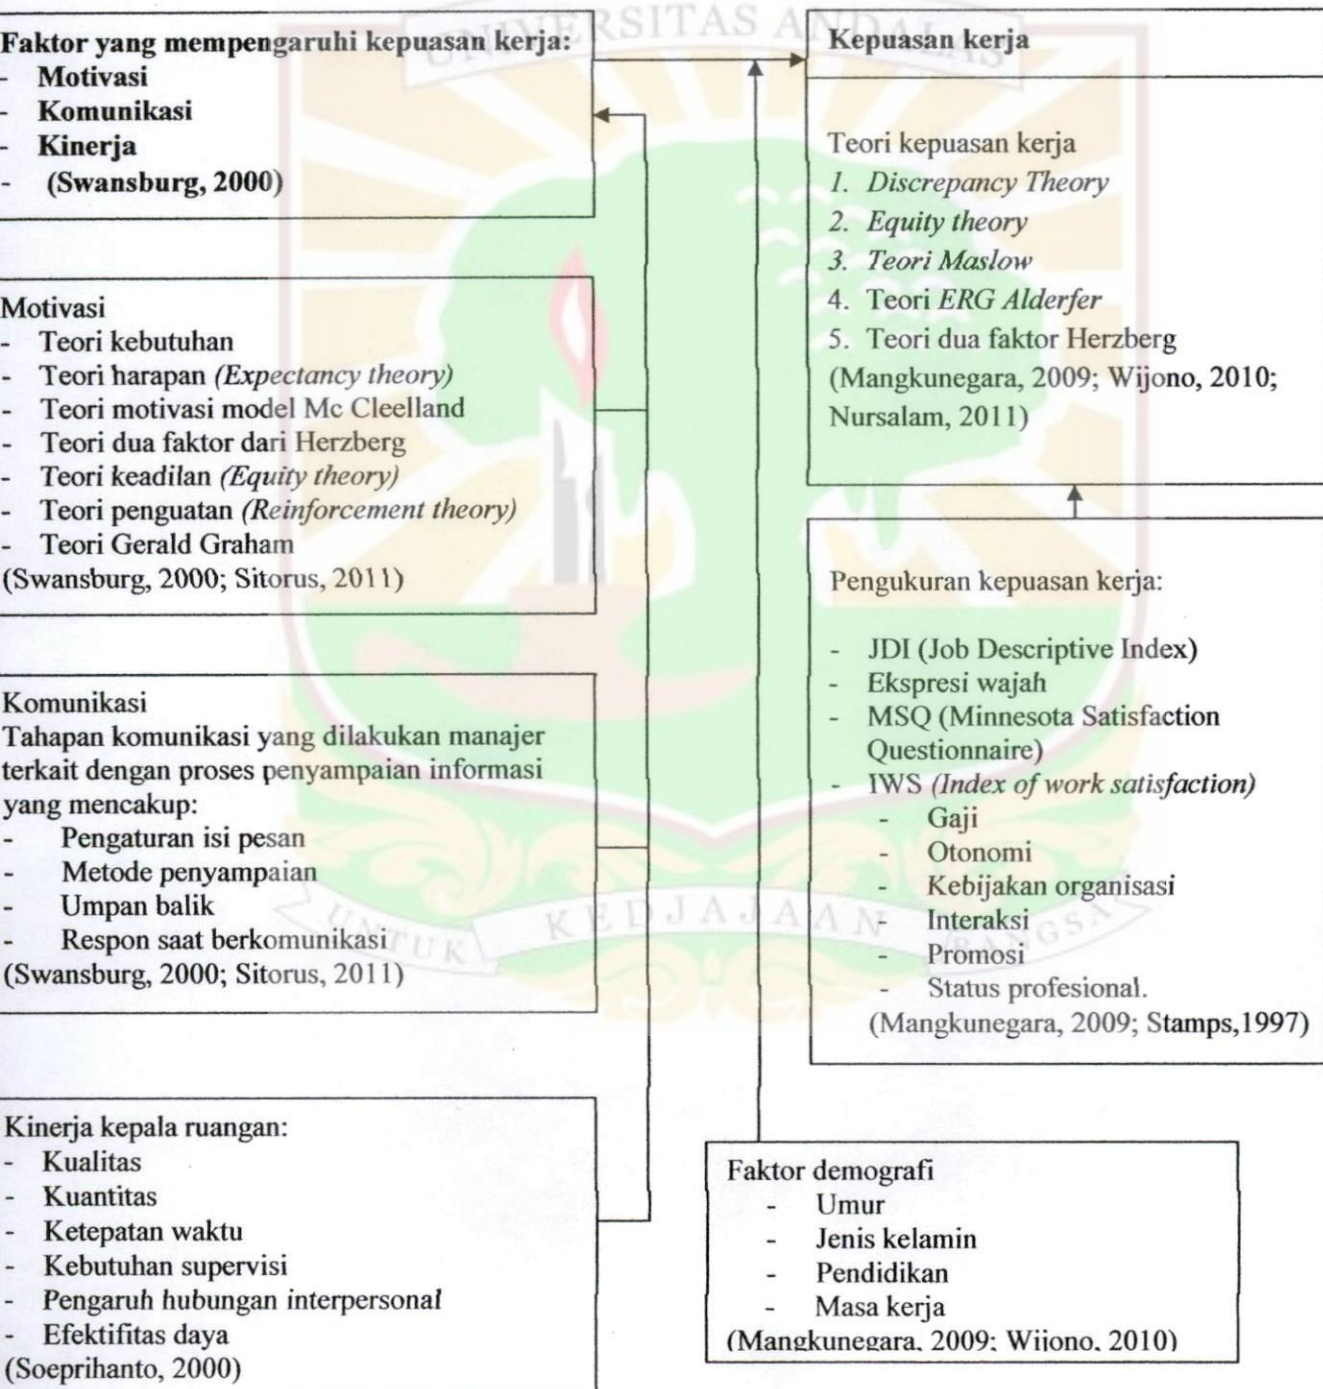 UNIVERSITAS ANDALAS
Faktor yang mempengaruhi kepuasan kerja:
- Motivasi
- Komunikasi
- Kinerja
- (Swansburg, 2000)
Motivasi
- Teori kebutuhan
- Teori harapan (Expectancy theory)
- Teori motivasi model Mc Cleelland
- Teori dua faktor dari Herzberg
- Teori keadilan (Equity theory)
- Teori penguatan (Reinforcement theory)
- Teori Gerald Graham
(Swansburg, 2000; Sitorus, 2011)
Komunikasi
Tahapan komunikasi yang dilakukan manajer
terkait dengan proses penyampaian informasi
yang mencakup:
- Pengaturan isi pesan
- Metode penyampaian
- Umpan balik
- Respon saat berkomunikasi
(Swansburg, 2000; Sitorus, 2011)
Kinerja kepala ruangan:
- Kualitas
- Kuantitas
- Ketepatan waktu
- Kebutuhan supervisi
- Pengaruh hubungan interpersonal
- Efektifitas daya
(Soeprihanto, 2000)
Kepuasan kerja
Teori kepuasan kerja
1. Discrepancy Theory
2. Equity theory
3. Teori Maslow
4. Teori ERG Alderfer
5. Teori dua faktor Herzberg
(Mangkunegara, 2009; Wijono, 2010;
Nursalam, 2011)
Pengukuran kepuasan kerja:
- JDI (Job Descriptive Index)
- Ekspresi wajah
- MSQ (Minnesota Satisfaction
Questionnaire)
- IWS (Index of work satisfaction)
- Gaji
- Otonomi
- Kebijakan organisasi
- Interaksi
- Promosi
- Status profesional.
(Mangkunegara, 2009; Stamps,1997)
Faktor demografi
- Umur
- Jenis kelamin
- Pendidikan
- Masa kerja
(Mangkunegara, 2009; Wijono, 2010)
UNTUK KEDJAJAAN BANGSA